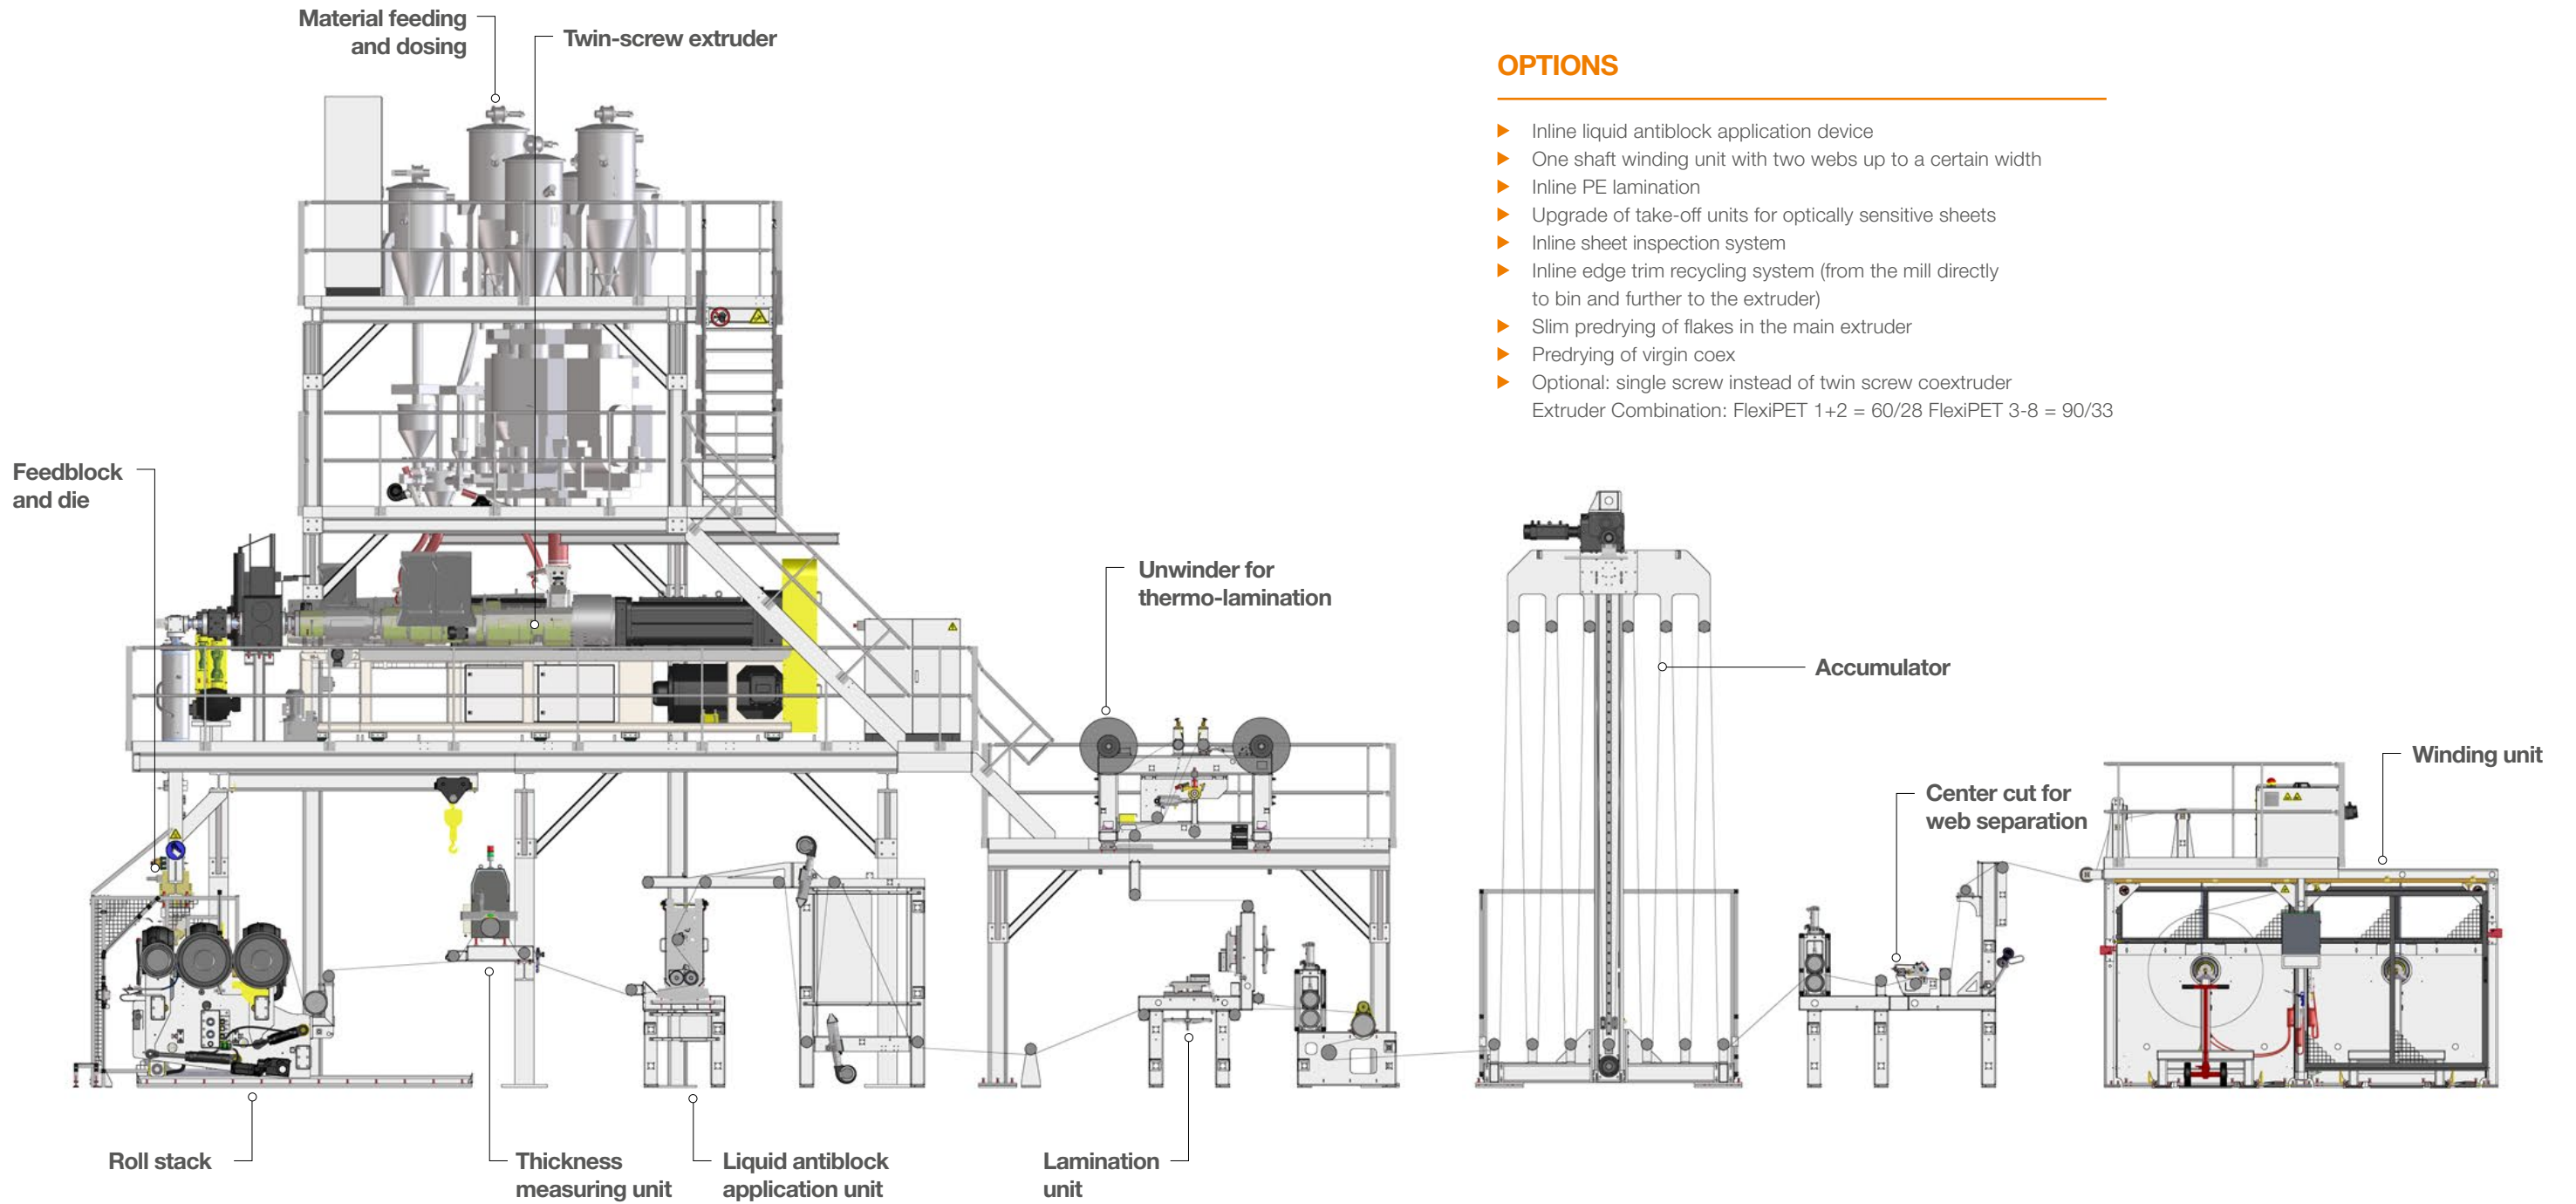 Material feeding
and dosing
Twin-screw extruder
OPTIONS
Inline liquid antiblock application device
One shaft winding unit with two webs up to a certain width
Inline PE lamination
Upgrade of take-off units for optically sensitive sheets
Inline sheet inspection system
Inline edge trim recycling system (from the mill directly
to bin and further to the extruder)
Slim predrying of flakes in the main extruder
Predrying of virgin coex
Optional: single screw instead of twin screw coextruder
Extruder Combination: FlexiPET 1+2 = 60/28 FlexiPET 3-8 = 90/33
Feedblock
and die
Unwinder for
thermo-lamination
Accumulator
Winding unit
Center cut for
web separation
Roll stack
Thickness
measuring unit
Liquid antiblock
application unit
Lamination
unit